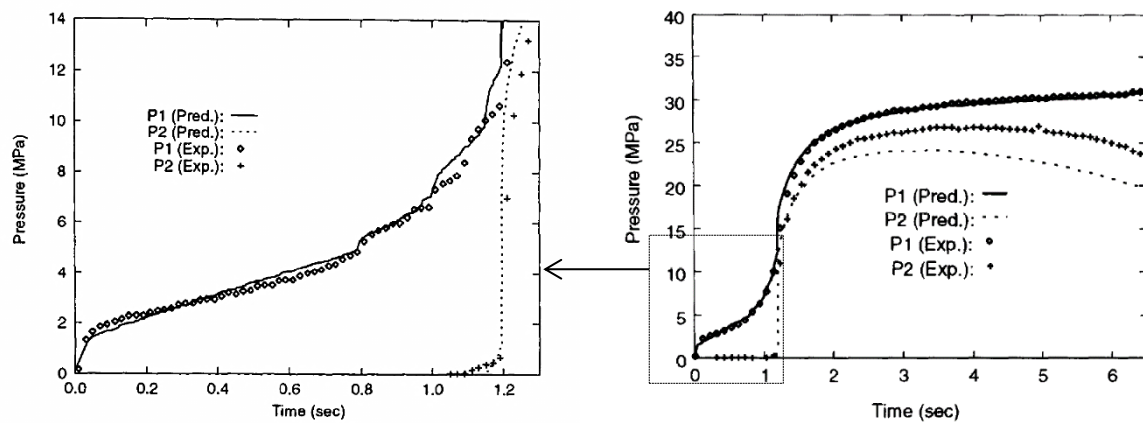 14
12
10
8
6
4
2
0
Pressure (MPa)
P1 (Pred.):
P2 (Pred.):
P1 (Exp.):
P2 (Exp.):
0.0 0.2 0.4 0.6 0.8 1.0 1.2
Time (sec)
40
35
30
25
20
15
10
5
0
Pressure (MPa)
P1 (Pred.):
P2 (Pred.):
P1 (Exp.):
P2 (Exp.):
0 1 2 3 4 5 6
Time (sec)